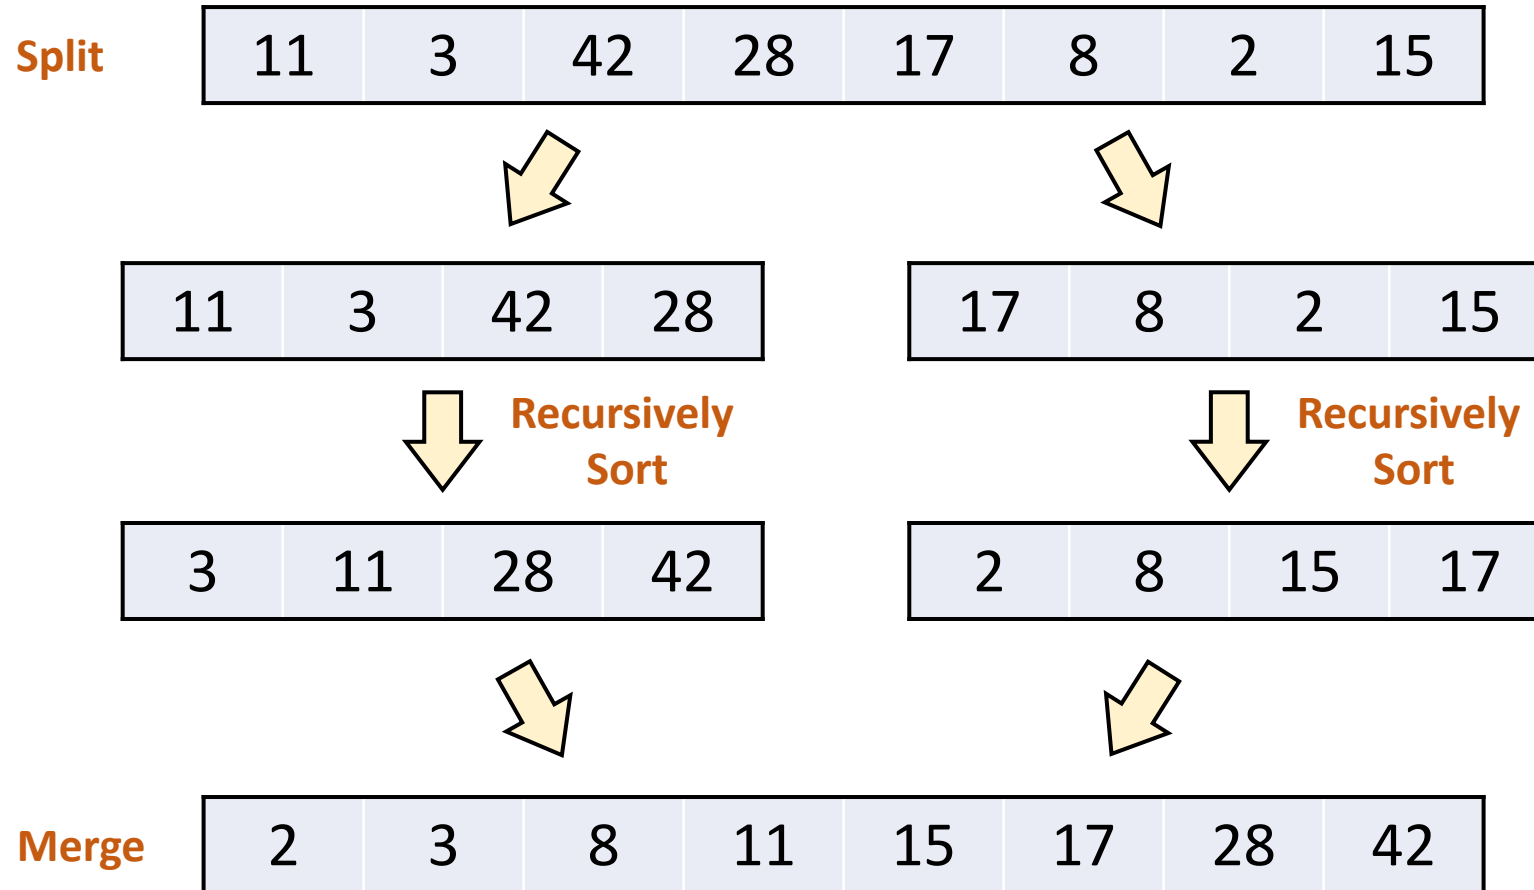 Split 11 3 42 28 17 8 2 15
11 3 42 28 17 8 2 15
Recursively Recursively
Sort Sort
3 11 28 42 2 8 15 17
Merge 2 3 8 11 15 17 28 42